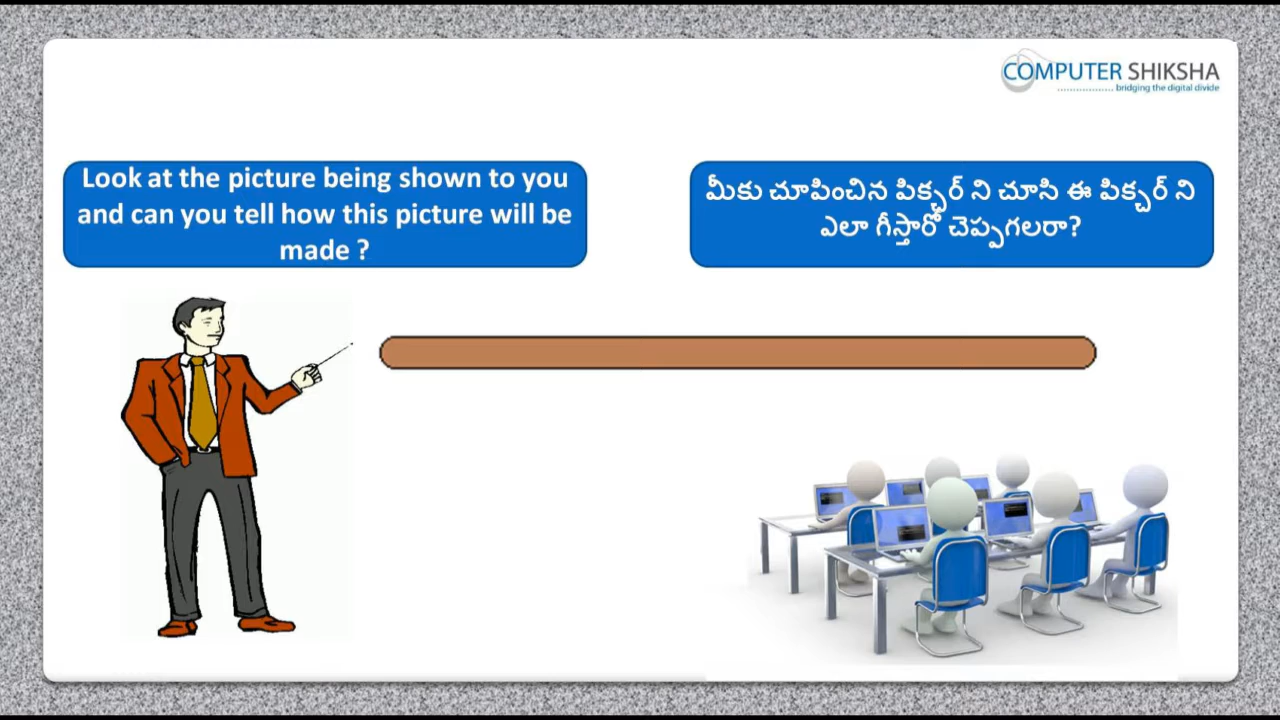 COMPUTER SHIKSHA
bridging the digital divide
Look at the picture being shown to you
and can you tell how this picture will be
made ?
మీకు చూపించిన పిక్చర్ ని చూసి ఈ పిక్చర్ ని
ఎలా గీస్తారో చెప్పగలరా?